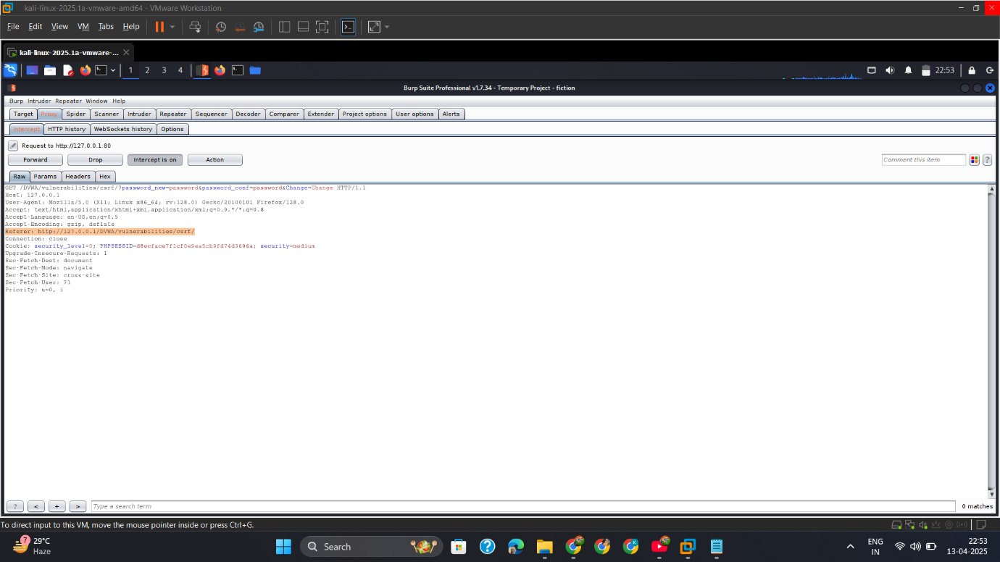 kali-linux-2025.1a-vmware-amd64 - VMware Workstation
File Edit View VM Tabs Help
kali-linux-2025.1a-vmware-...
1 2 3 4 22:53
Burp Suite Professional v1.7.34 - Temporary Project - fiction
Burp Intruder Repeater Window Help
Target Proxy Spider Scanner Intruder Repeater Sequencer Decoder Comparer Extender Project options User options Alerts
Intercept HTTP history WebSockets history Options
Request to http://127.0.0.1:80
Forward Drop Intercept is on Action Comment this item ?
Raw Params Headers Hex
GET /DVWA/vulnerabilities/csrf/?password_new=password&password_conf=password&Change=Change HTTP/1.1
Host: 127.0.0.1
User-Agent: Mozilla/5.0 (X11; Linux x86_64; rv:128.0) Gecko/20100101 Firefox/128.0
Accept: text/html,application/xhtml+xml,application/xml;q=0.9,*/*;q=0.8
Accept-Language: en-US,en;q=0.5
Accept-Encoding: gzip, deflate
Referer: http://127.0.0.1/DVWA/vulnerabilities/csrf/
Connection: close
Cookie: security_level=0; PHPSESSID=d8ecface7f1cf0e9ea5cb9fd74d3696a; security=medium
Upgrade-Insecure-Requests: 1
Sec-Fetch-Dest: document
Sec-Fetch-Mode: navigate
Sec-Fetch-Site: cross-site
Sec-Fetch-User: ?1
Priority: u=0, i
? < + > Type a search term 0 matches
To direct input to this VM, move the mouse pointer inside or press Ctrl+G.
7 29°C
Haze
Search
ENG
IN
22:53
13-04-2025